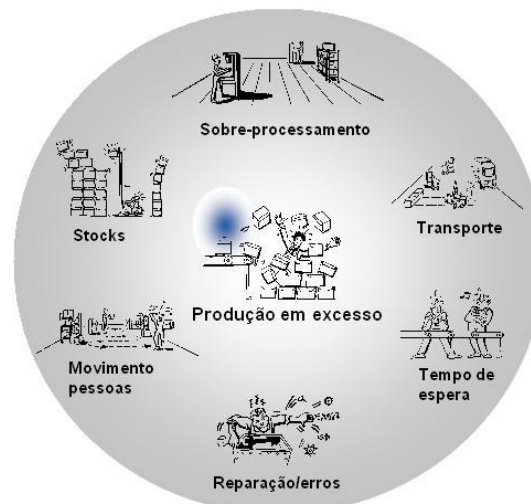 Sobre-processamento
Stocks
Transporte
Produção em excesso
Movimento
pessoas
Tempo de
espera
Reparação/erros